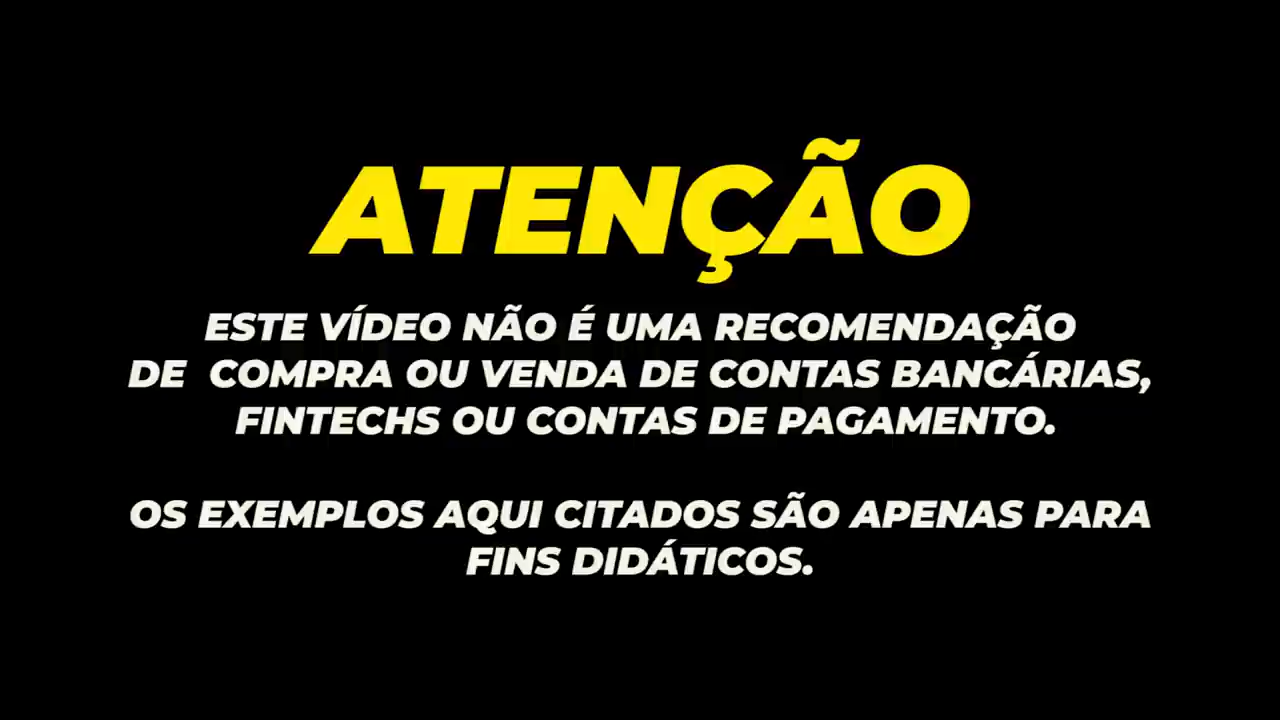 ATENÇÃO
ESTE VÍDEO NÃO É UMA RECOMENDAÇÃO
DE COMPRA OU VENDA DE CONTAS BANCÁRIAS,
FINTECHS OU CONTAS DE PAGAMENTO.
OS EXEMPLOS AQUI CITADOS SÃO APENAS PARA
FINS DIDÁTICOS.